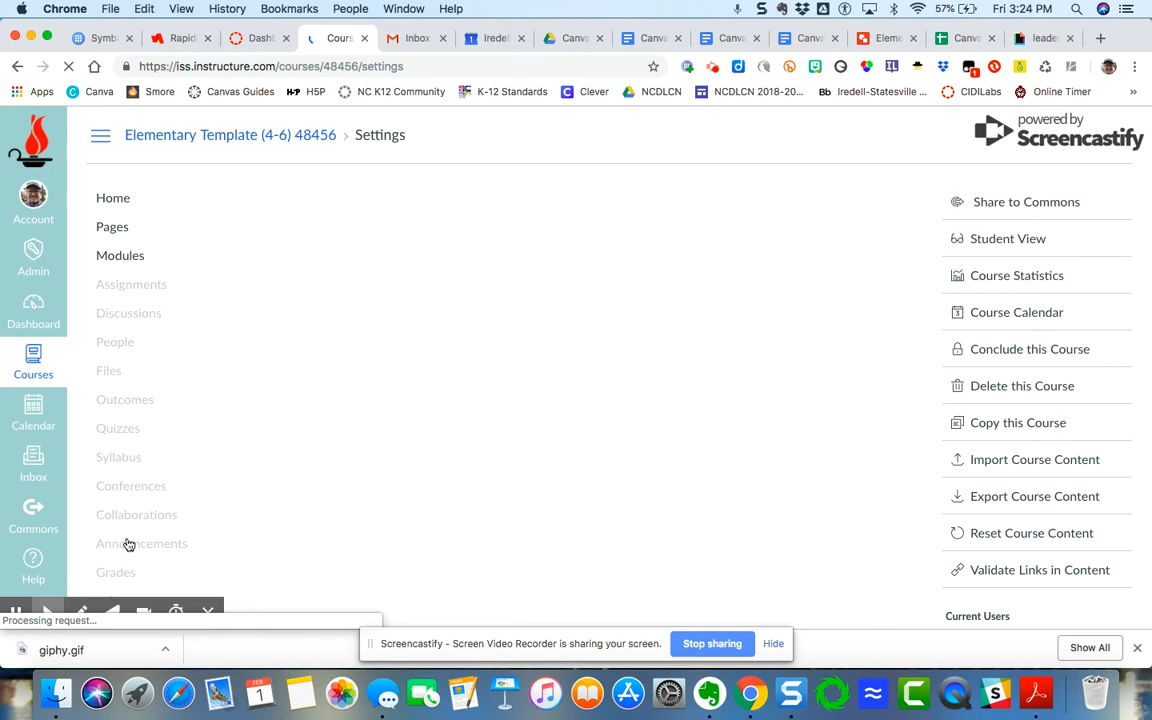 Chrome File Edit View History Bookmarks People Window Help 57% Fri 3:24 PM
Symb Rapid Dashb Cours Inbox Iredell Canva Canva Canva Canva Eleme Canva leade
https://iss.instructure.com/courses/48456/settings
Apps Canva Smore Canvas Guides H5P NC K12 Community K-12 Standards Clever NCDLCN NCDLCN 2018-20... Bb Iredell-Statesville ... CIDILabs Online Timer »
Elementary Template (4-6) 48456 › Settings
powered by
Screencastify
Account
Admin
Dashboard
Courses
Calendar
Inbox
Commons
Help
Home
Pages
Modules
Assignments
Discussions
People
Files
Outcomes
Quizzes
Syllabus
Conferences
Collaborations
Announcements
Grades
Share to Commons
Student View
Course Statistics
Course Calendar
Conclude this Course
Delete this Course
Copy this Course
Import Course Content
Export Course Content
Reset Course Content
Validate Links in Content
Current Users
Processing request...
Screencastify - Screen Video Recorder is sharing your screen. Stop sharing Hide
giphy.gif
Show All
FEB
1